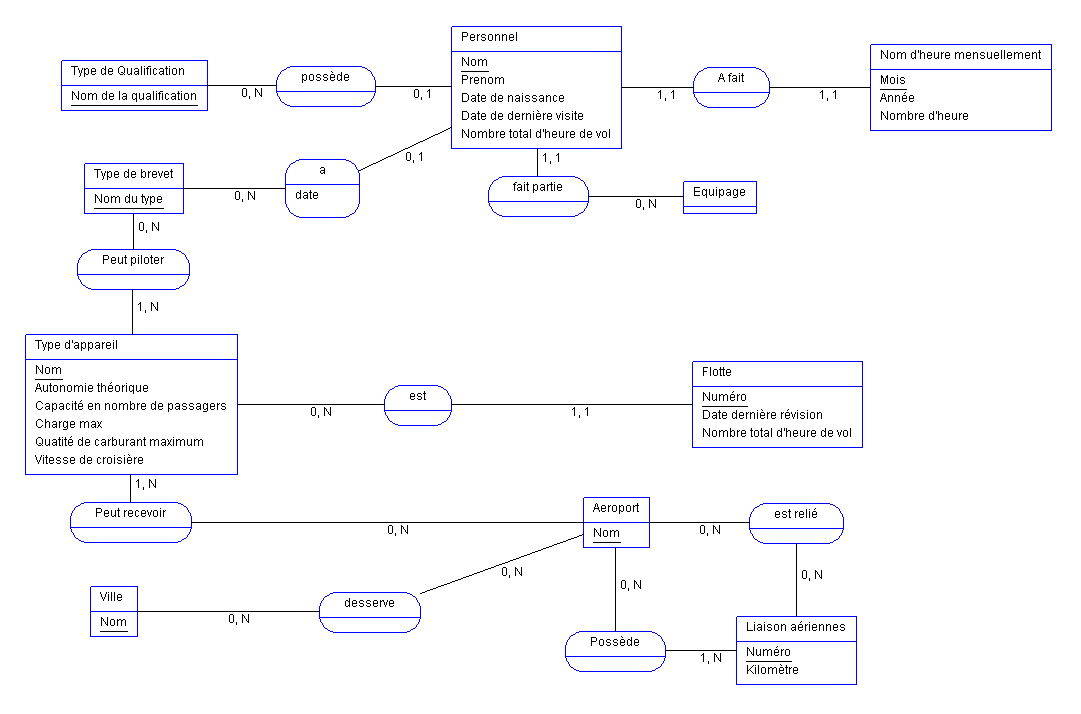 Personnel
Nom
Prenom
Date de naissance
Date de dernière visite
Nombre total d'heure de vol
Type de Qualification
Nom de la qualification
0, N
possède
0, 1
1, 1
A fait
1, 1
Nom d'heure mensuellement
Mois
Année
Nombre d'heure
Type de brevet
Nom du type
0, N
a
date
0, 1
1, 1
fait partie
0, N
Equipage
0, N
Peut piloter
1, N
Type d'appareil
Nom
Autonomie théorique
Capacité en nombre de passagers
Charge max
Quatité de carburant maximum
Vitesse de croisière
0, N
est
1, 1
Flotte
Numéro
Date dernière révision
Nombre total d'heure de vol
1, N
Peut recevoir
0, N
Aeroport
Nom
0, N
est relié
0, N
Ville
Nom
0, N
desserve
0, N
0, N
Possède
1, N
Liaison aériennes
Numéro
Kilomètre